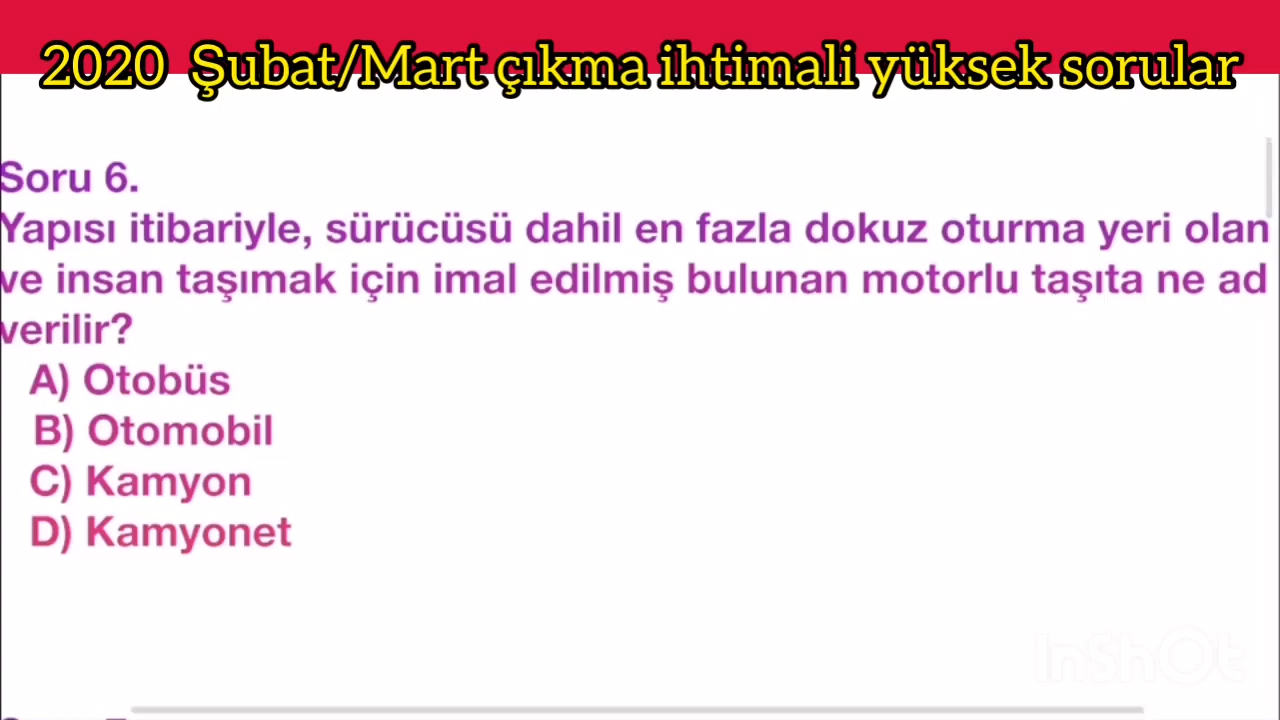 2020 Şubat/Mart çıkma ihtimali yüksek sorular
Soru 6.
Yapısı itibariyle, sürücüsü dahil en fazla dokuz oturma yeri olan
ve insan taşımak için imal edilmiş bulunan motorlu taşıta ne ad
verilir?
A) Otobüs
B) Otomobil
C) Kamyon
D) Kamyonet
InShOt